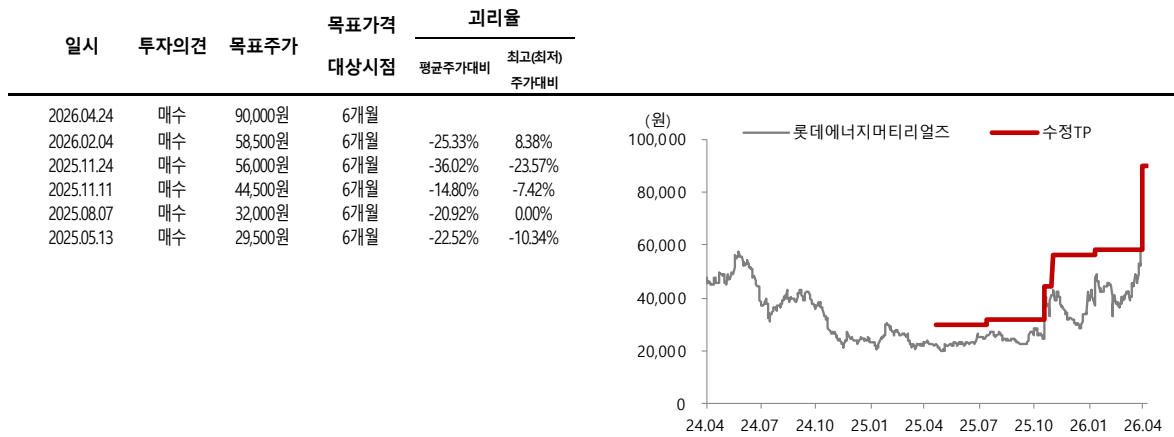 일시 투자의견 목표주가 목표가격 대상시점 괴리율
평균주가대비 최고(최저) 주가대비
2026.04.24 매수 90,000원 6개월
2026.02.04 매수 58,500원 6개월 -25.33% 8.38%
2025.11.24 매수 56,000원 6개월 -36.02% -23.57%
2025.11.11 매수 44,500원 6개월 -14.80% -7.42%
2025.08.07 매수 32,000원 6개월 -20.92% 0.00%
2025.05.13 매수 29,500원 6개월 -22.52% -10.34%
(원)
롯데에너지머티리얼즈 수정TP
100,000
80,000
60,000
40,000
20,000
0
24.04 24.07 24.10 25.01 25.04 25.07 25.10 26.01 26.04